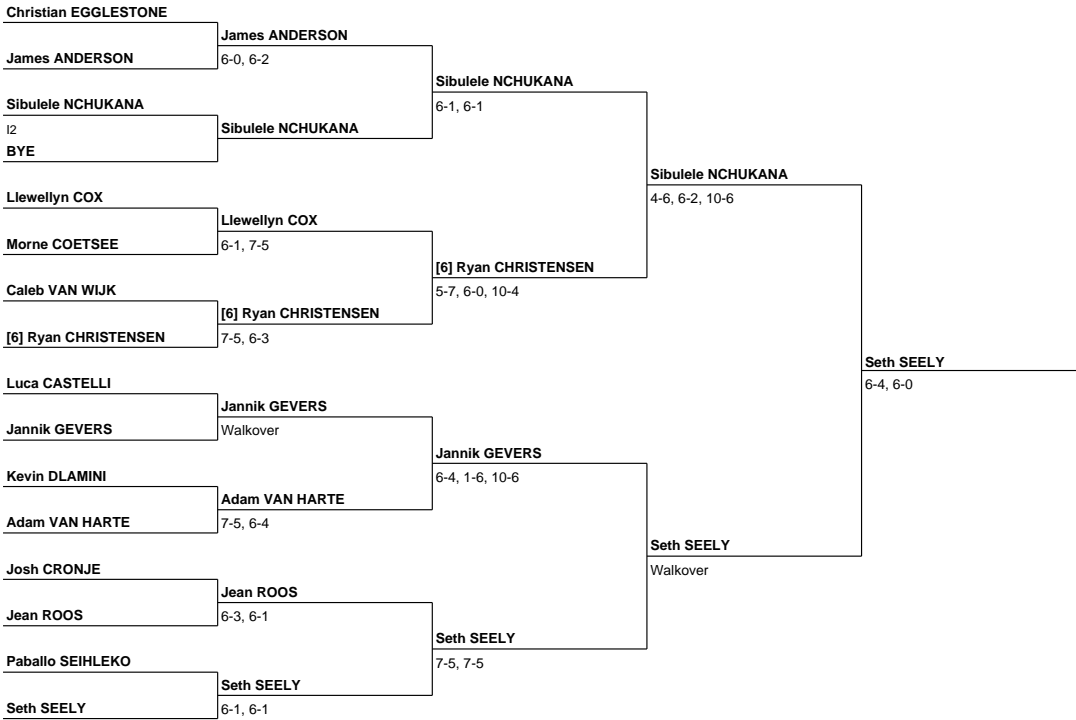 Christian EGGLESTONE
James ANDERSON
James ANDERSON
6-0, 6-2
Sibulele NCHUKANA
Sibulele NCHUKANA
6-1, 6-1
I2
Sibulele NCHUKANA
BYE
Sibulele NCHUKANA
4-6, 6-2, 10-6
Llewellyn COX
Llewellyn COX
Morne COETSEE
6-1, 7-5
[6] Ryan CHRISTENSEN
5-7, 6-0, 10-4
Caleb VAN WIJK
[6] Ryan CHRISTENSEN
[6] Ryan CHRISTENSEN
7-5, 6-3
Seth SEELY
6-4, 6-0
Luca CASTELLI
Jannik GEVERS
Jannik GEVERS
Walkover
Jannik GEVERS
6-4, 1-6, 10-6
Kevin DLAMINI
Adam VAN HARTE
Adam VAN HARTE
7-5, 6-4
Seth SEELY
Walkover
Josh CRONJE
Jean ROOS
Jean ROOS
6-3, 6-1
Seth SEELY
7-5, 7-5
Paballo SEIHLEKO
Seth SEELY
Seth SEELY
6-1, 6-1